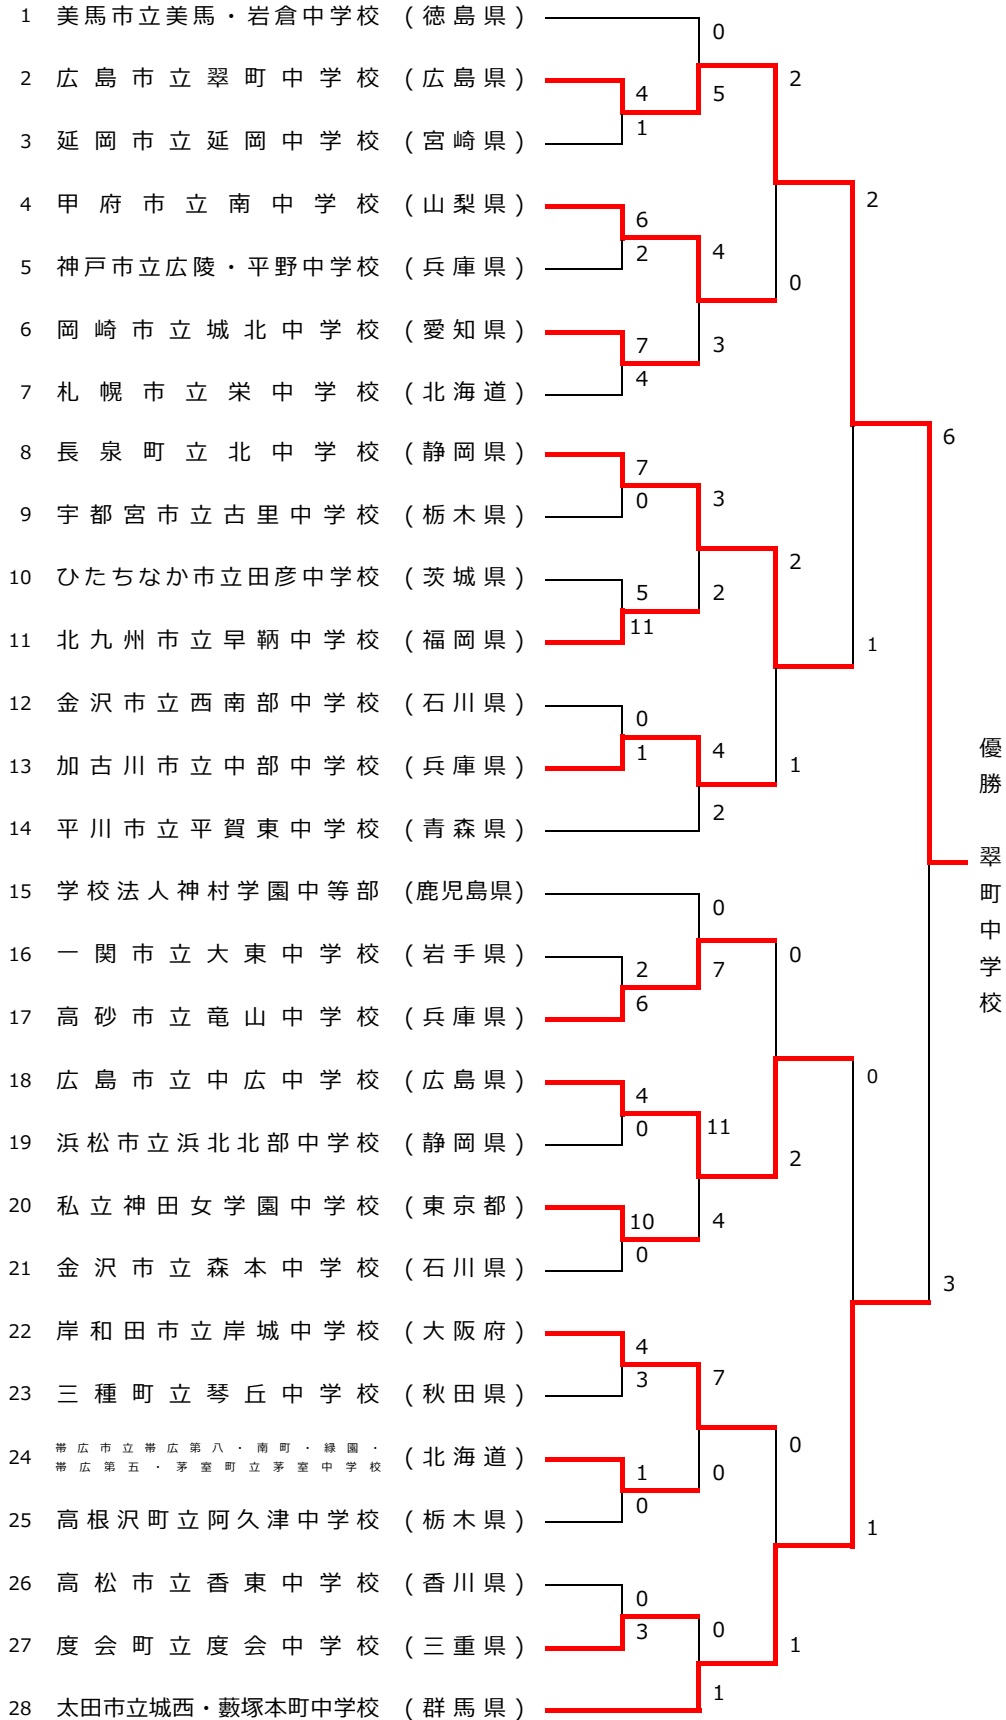 1 美馬市立美馬・岩倉中学校 (徳島県)
0
2 広島市立翠町中学校 (広島県)
2
4
5
1
3 延岡市立延岡中学校 (宮崎県)
4 甲府市立南中学校 (山梨県)
2
6
2
4
5 神戸市立広陵・平野中学校 (兵庫県)
0
6 岡崎市立城北中学校 (愛知県)
7
3
4
7 札幌市立栄中学校 (北海道)
6
8 長泉町立北中学校 (静岡県)
7
0
3
9 宇都宮市立古里中学校 (栃木県)
2
10 ひたちなか市立田彦中学校 (茨城県)
5
2
11
11 北九州市立早鞆中学校 (福岡県)
1
12 金沢市立西南部中学校 (石川県)
0
1
4
13 加古川市立中部中学校 (兵庫県)
1
2
14 平川市立平賀東中学校 (青森県)
優勝 翠町中学校
15 学校法人神村学園中等部 (鹿児島県)
0
16 一関市立大東中学校 (岩手県)
0
2
7
6
17 高砂市立竜山中学校 (兵庫県)
0
18 広島市立中広中学校 (広島県)
4
0
11
19 浜松市立浜北北部中学校 (静岡県)
2
20 私立神田女学園中学校 (東京都)
10
4
0
21 金沢市立森本中学校 (石川県)
3
22 岸和田市立岸城中学校 (大阪府)
4
3
7
23 三種町立琴丘中学校 (秋田県)
0
24 帯広市立帯広第八・南町・緑園・
帯広第五・芽室町立芽室中学校 (北海道)
1
0
0
25 高根沢町立阿久津中学校 (栃木県)
1
26 高松市立香東中学校 (香川県)
0
3
0
27 度会町立度会中学校 (三重県)
1
1
28 太田市立城西・藪塚本町中学校 (群馬県)